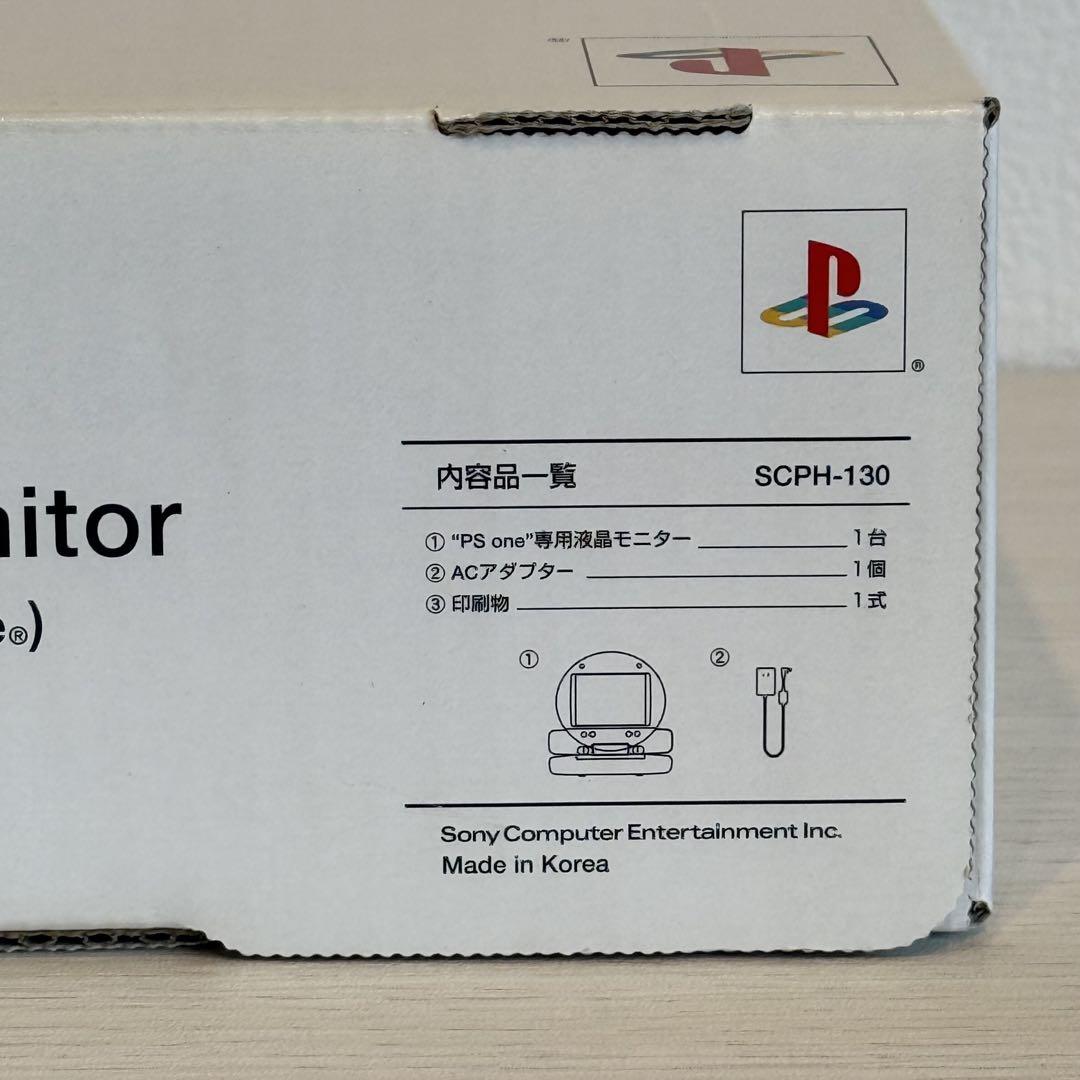 nitor
e®)
内容品一覧 SCPH-130
① “PS one”専用液晶モニター 1台
② ACアダプター 1個
③ 印刷物 1式
① ②
Sony Computer Entertainment Inc.
Made in Korea